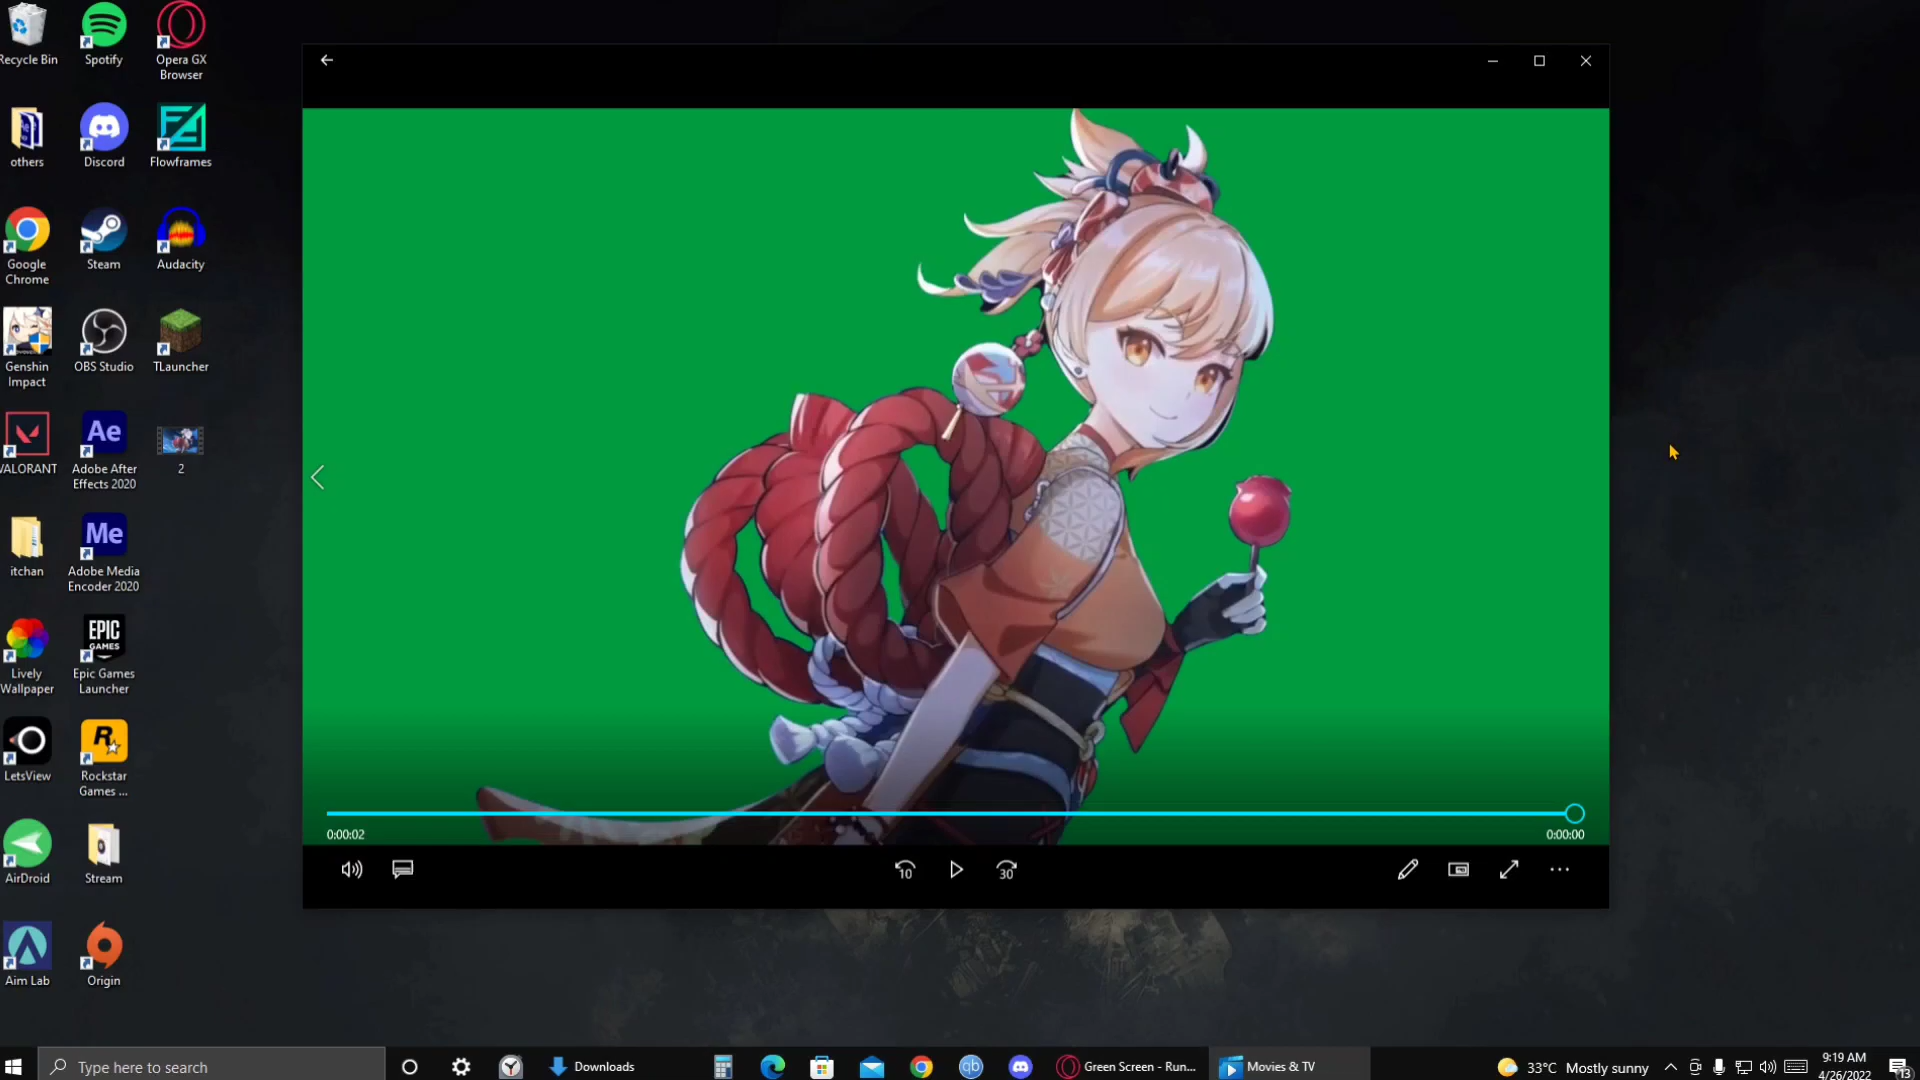 Recycle Bin
Spotify
Opera GX
Browser
others
Discord
Flowframes
Google
Chrome
Steam
Audacity
Genshin
Impact
OBS Studio
TLauncher
VALORANT
Ae
Adobe After
Effects 2020
2
itchan
Me
Adobe Media
Encoder 2020
Lively
Wallpaper
EPIC
GAMES
Epic Games
Launcher
LetsView
R
Rockstar
Games ...
AirDroid
Stream
Aim Lab
Origin
0:00:02
0:00:00
10
30
Type here to search
Downloads
qb
Green Screen - Run...
Movies & TV
33°C Mostly sunny
9:19 AM
4/26/2022
13